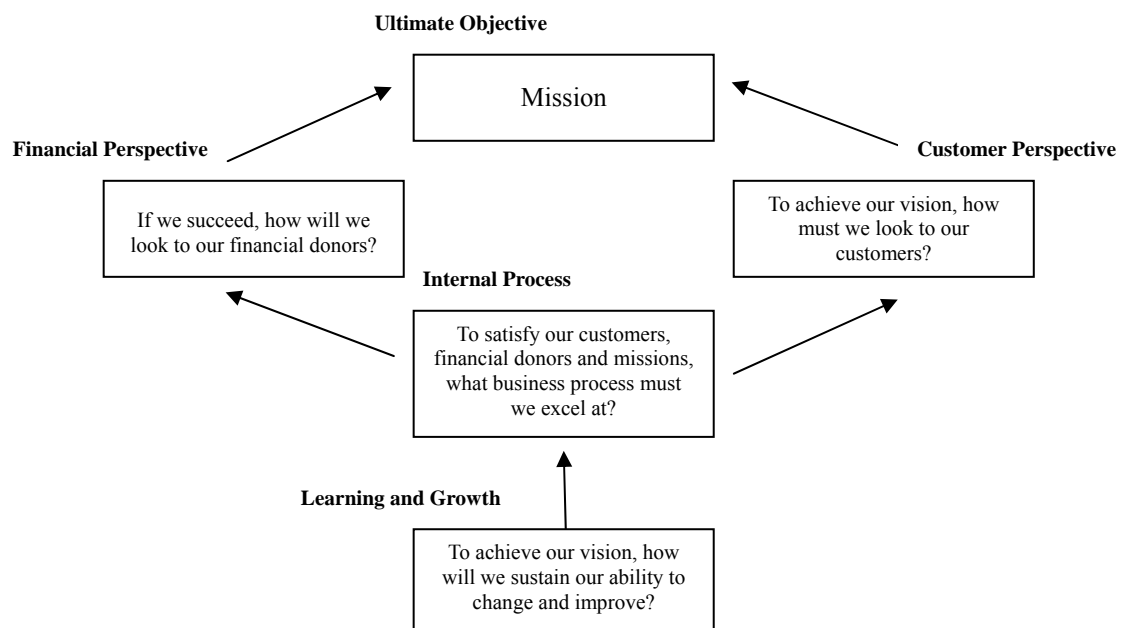 Ultimate Objective
Mission
Financial Perspective
Customer Perspective
If we succeed, how will we
look to our financial donors?
To achieve our vision, how
must we look to our
customers?
Internal Process
To satisfy our customers,
financial donors and missions,
what business process must
we excel at?
Learning and Growth
To achieve our vision, how
will we sustain our ability to
change and improve?